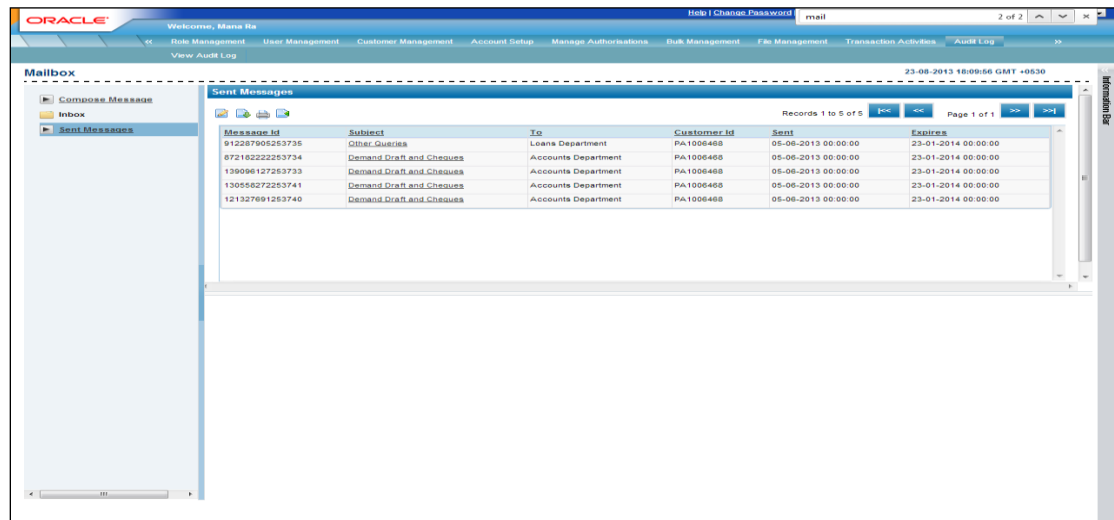 ORACLE
Help | Change Password |
mail 2 of 2
Welcome, Mana Ila
<< Role Management User Management Customer Management Account Setup Manage Authorisations Bulk Management File Management Transaction Activities Audit Log >>
View Audit Log
Mailbox 23-08-2013 18:09:56 GMT +0530
Information Bar
Compose Message
Inbox
Sent Messages
Sent Messages
Records 1 to 5 of 5 |<< << Page 1 of 1 >> >>|
Message Id Subject To Customer Id Sent Expires
912287905253735 Other Queries Loans Department PA1006468 05-06-2013 00:00:00 23-01-2014 00:00:00
872182222253734 Demand Draft and Cheques Accounts Department PA1006468 05-06-2013 00:00:00 23-01-2014 00:00:00
139096127253733 Demand Draft and Cheques Accounts Department PA1006468 05-06-2013 00:00:00 23-01-2014 00:00:00
130558272253741 Demand Draft and Cheques Accounts Department PA1006468 05-06-2013 00:00:00 23-01-2014 00:00:00
121327691253740 Demand Draft and Cheques Accounts Department PA1006468 05-06-2013 00:00:00 23-01-2014 00:00:00